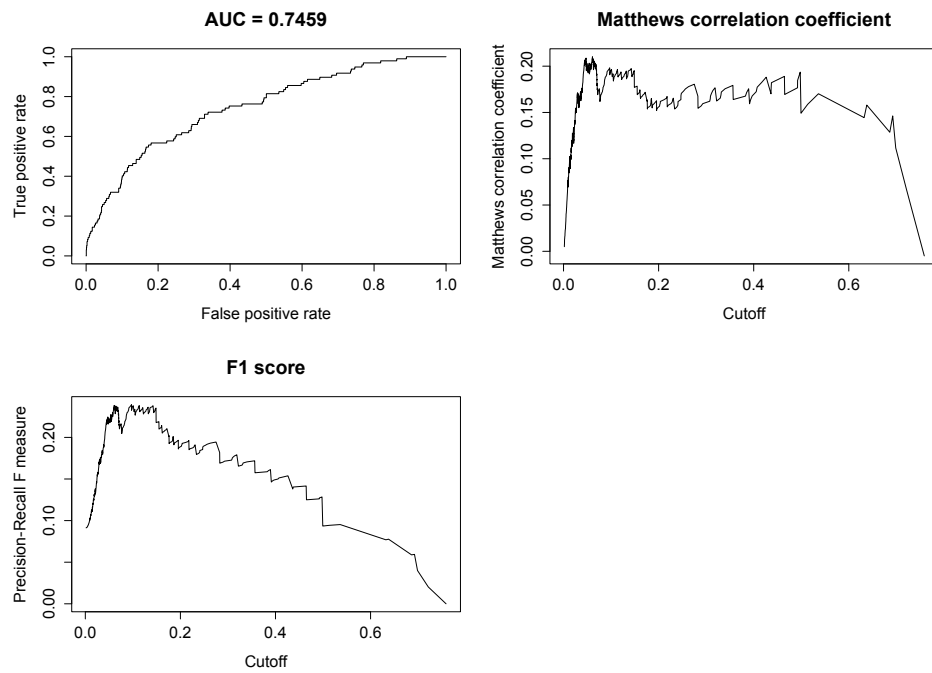 AUC = 0.7459
True positive rate
1.0
0.8
0.6
0.4
0.2
0.0
0.0 0.2 0.4 0.6 0.8 1.0
False positive rate
Matthews correlation coefficient
Matthews correlation coefficient
0.20
0.15
0.10
0.05
0.00
0.0 0.2 0.4 0.6
Cutoff
F1 score
Precision-Recall F measure
0.20
0.10
0.00
0.0 0.2 0.4 0.6
Cutoff